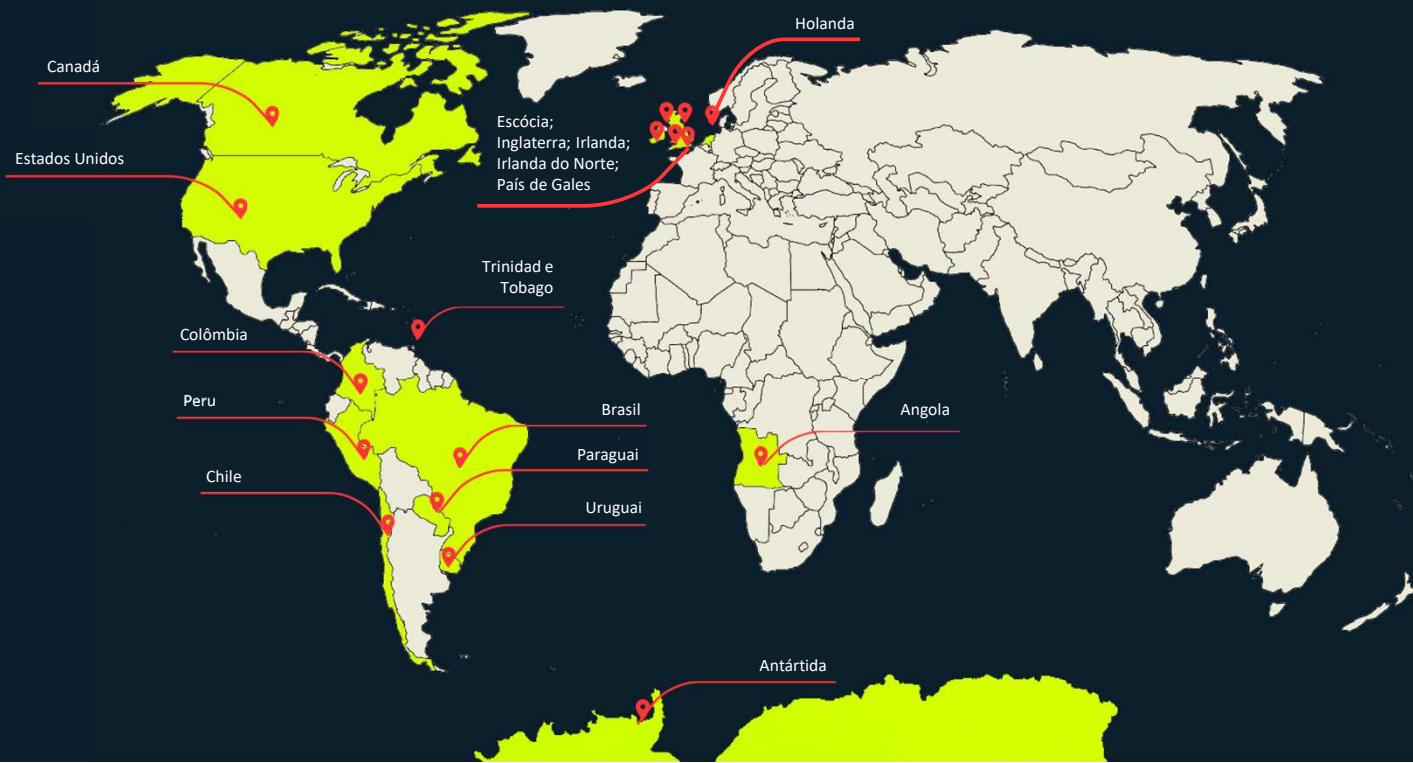 Holanda
Canadá
Escócia;
Inglaterra; Irlanda;
Irlanda do Norte;
País de Gales
Estados Unidos
Trinidad e
Tobago
Colômbia
Peru
Brasil
Angola
Paraguai
Chile
Uruguai
Antártida